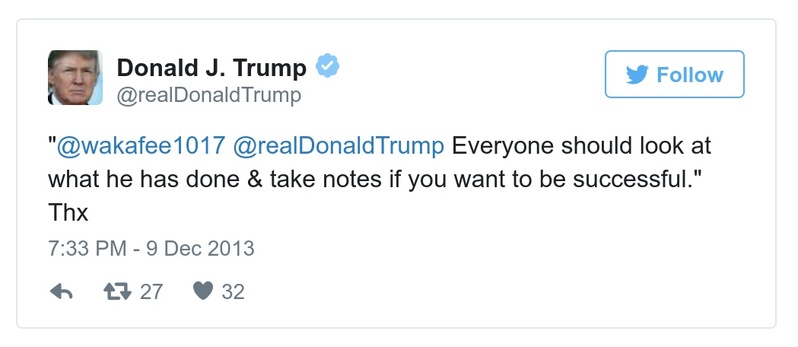 Donald J. Trump
@realDonaldTrump
Follow
"@wakafee1017 @realDonaldTrump Everyone should look at
what he has done & take notes if you want to be successful."
Thx
7:33 PM - 9 Dec 2013
27 32